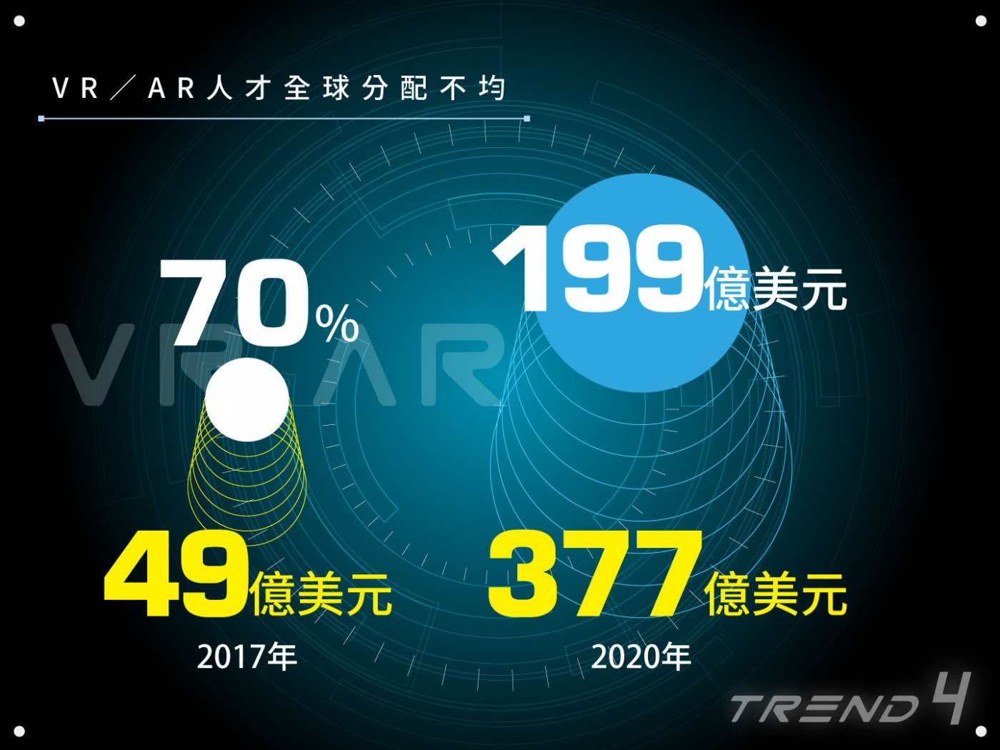 VR／AR人才全球分配不均
70%
199億美元
VR AR
49億美元
377億美元
2017年
2020年
TREND 4